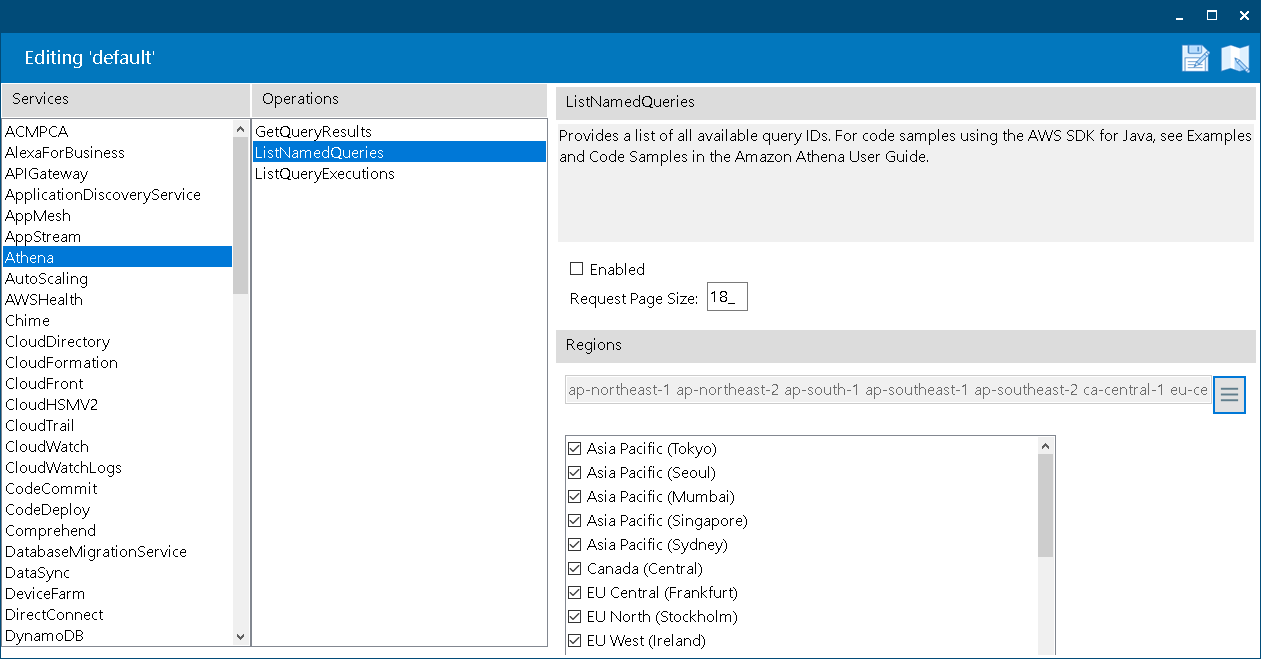 Editing 'default'
Services
ACMPCA
AlexaForBusiness
APIGateway
ApplicationDiscoveryService
AppMesh
AppStream
Athena
AutoScaling
AWSHealth
Chime
CloudDirectory
CloudFormation
CloudFront
CloudHSMV2
CloudTrail
CloudWatch
CloudWatchLogs
CodeCommit
CodeDeploy
Comprehend
DatabaseMigrationService
DataSync
DeviceFarm
DirectConnect
DynamoDB
Operations
GetQueryResults
ListNamedQueries
ListQueryExecutions
ListNamedQueries
Provides a list of all available query IDs. For code samples using the AWS SDK for Java, see Examples
and Code Samples in the Amazon Athena User Guide.
Enabled
Request Page Size: 18_
Regions
ap-northeast-1 ap-northeast-2 ap-south-1 ap-southeast-1 ap-southeast-2 ca-central-1 eu-ce
Asia Pacific (Tokyo)
Asia Pacific (Seoul)
Asia Pacific (Mumbai)
Asia Pacific (Singapore)
Asia Pacific (Sydney)
Canada (Central)
EU Central (Frankfurt)
EU North (Stockholm)
EU West (Ireland)